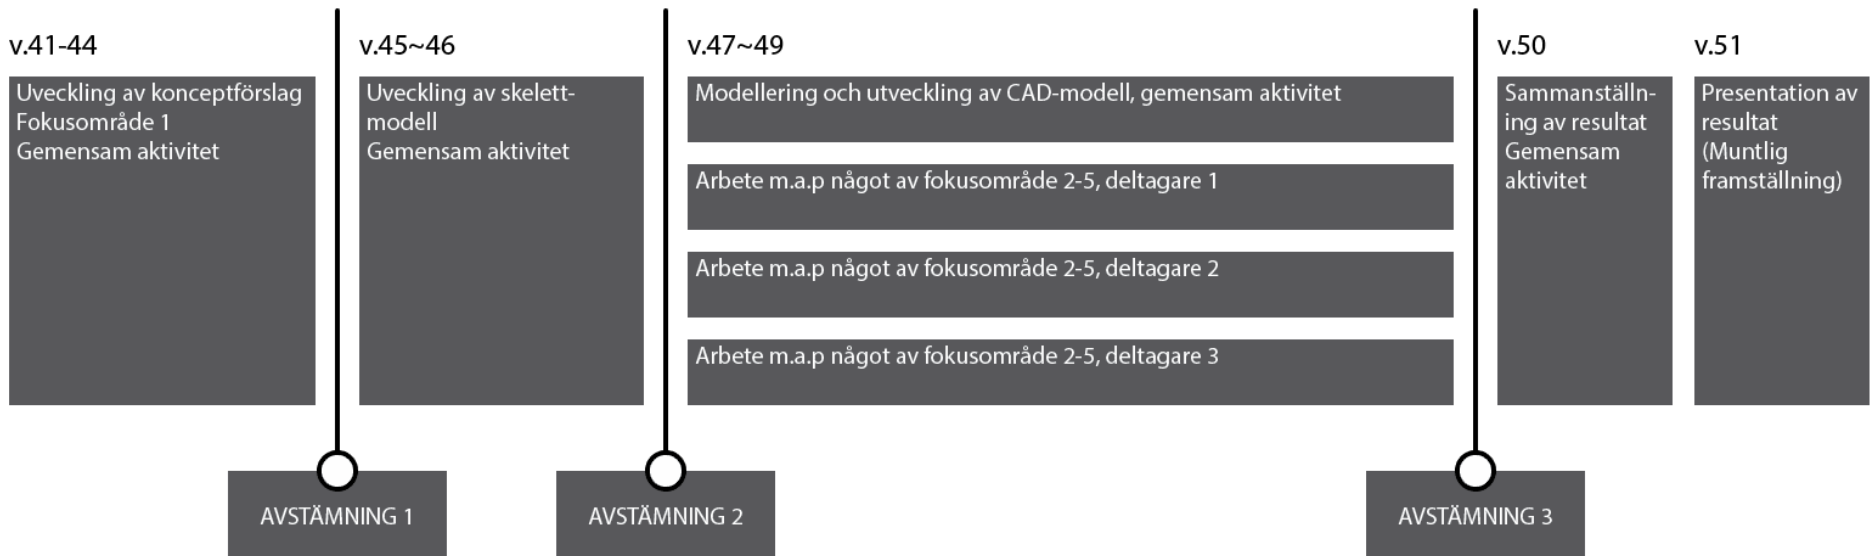 v.41-44
Uveckling av konceptförslag
Fokusområde 1
Gemensam aktivitet
v.45~46
Uveckling av skelett-
modell
Gemensam aktivitet
v.47~49
Modellering och utveckling av CAD-modell, gemensam aktivitet
Arbete m.a.p något av fokusområde 2-5, deltagare 1
Arbete m.a.p något av fokusområde 2-5, deltagare 2
Arbete m.a.p något av fokusområde 2-5, deltagare 3
v.50
Sammanställn-
ing av resultat
Gemensam
aktivitet
v.51
Presentation av
resultat
(Muntlig
framställning)
AVSTÄMNING 1
AVSTÄMNING 2
AVSTÄMNING 3